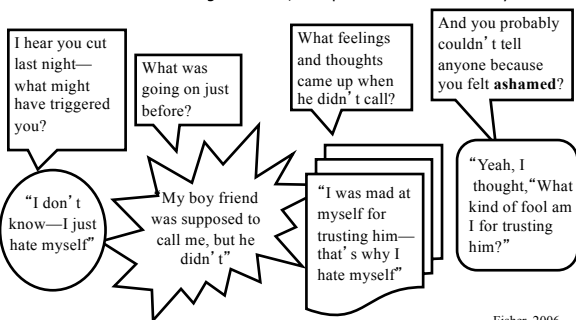 I hear you cut
last night—
what might
have triggered
you?
What was
going on just
before?
What feelings
and thoughts
came up when
he didn't call?
And you probably
couldn't tell
anyone because
you felt ashamed?
"I don't
know—I just
hate myself"
"My boy friend
was supposed to
call me, but he
didn't"
"I was mad at
myself for
trusting him—
that's why I
hate myself"
"Yeah, I
thought, "What
kind of fool am
I for trusting
him?"